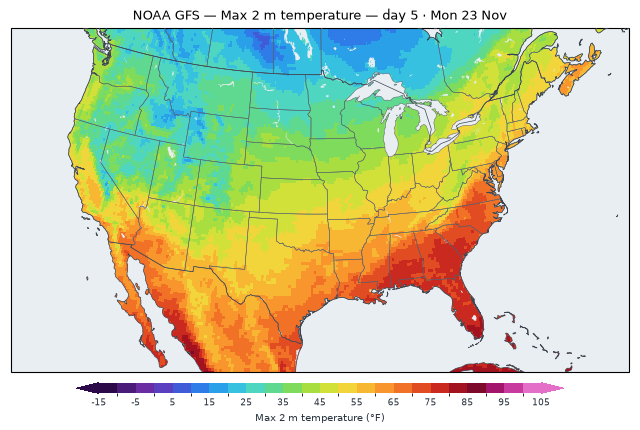 NOAA GFS — Max 2 m temperature — day 5 · Mon 23 Nov
-15 -5 5 15 25 35 45 55 65 75 85 95 105
Max 2 m temperature (°F)